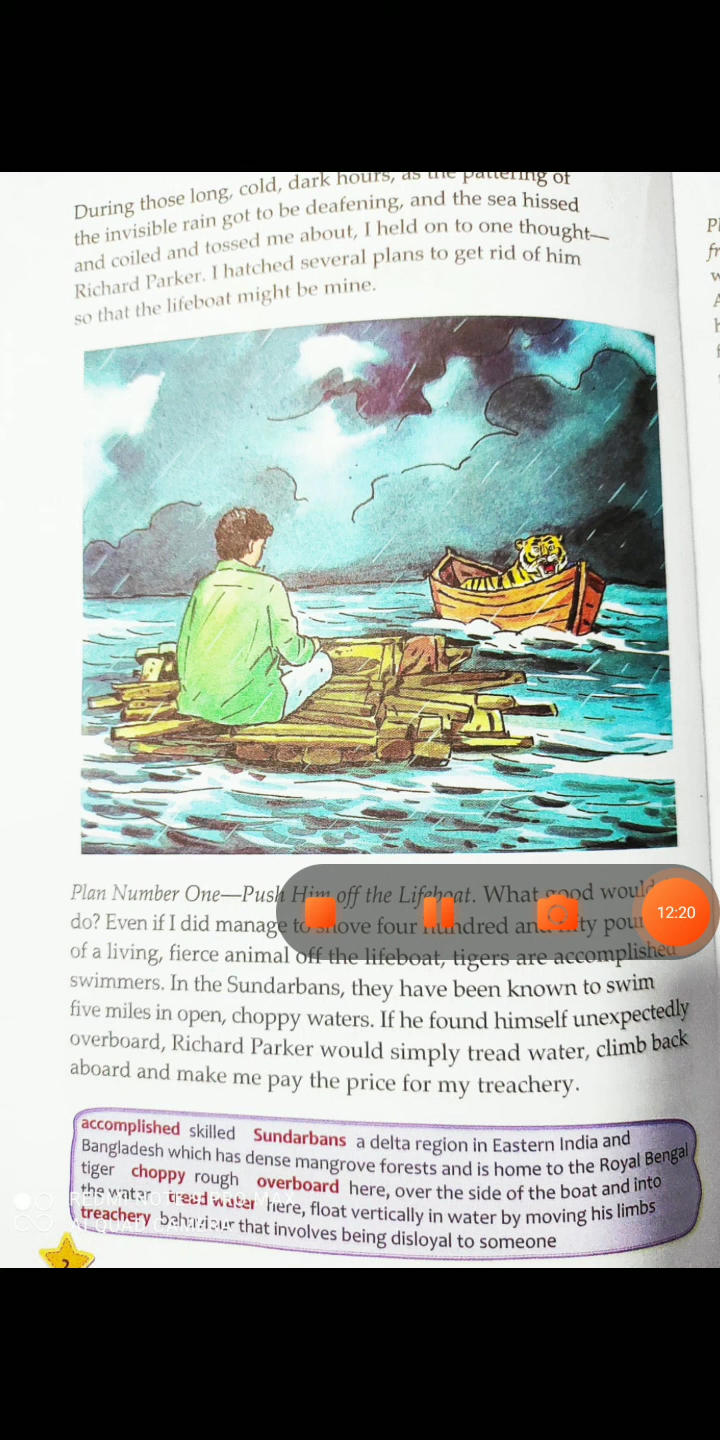 During those long, cold, dark hours, as the pattering of
the invisible rain got to be deafening, and the sea hissed
and coiled and tossed me about, I held on to one thought—
Richard Parker. I hatched several plans to get rid of him
so that the lifeboat might be mine.
Plan Number One—Push Him off the Lifeboat. What good would
do? Even if I did manage to shove four hundred and
12:20
of a living, fierce animal off the lifeboat, tigers are accomplished
swimmers. In the Sundarbans, they have been known to swim
five miles in open, choppy waters. If he found himself unexpectedly
overboard, Richard Parker would simply tread water, climb back
aboard and make me pay the price for my treachery.
accomplished skilled Sundarbans a delta region in Eastern India and
Bangladesh which has dense mangrove forests and is home to the Royal Bengal
tiger choppy rough overboard here, over the side of the boat and into
ths water tread water here, float vertically in water by moving his limbs
treachery behaviour that involves being disloyal to someone
REDMI NOTE 9 PRO MAX
AI QUAD CAMERA